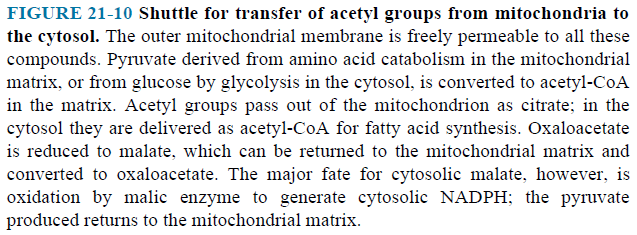 FIGURE 21-10 Shuttle for transfer of acetyl groups from mitochondria to
the cytosol. The outer mitochondrial membrane is freely permeable to all these
compounds. Pyruvate derived from amino acid catabolism in the mitochondrial
matrix, or from glucose by glycolysis in the cytosol, is converted to acetyl-CoA
in the matrix. Acetyl groups pass out of the mitochondrion as citrate; in the
cytosol they are delivered as acetyl-CoA for fatty acid synthesis. Oxaloacetate
is reduced to malate, which can be returned to the mitochondrial matrix and
converted to oxaloacetate. The major fate for cytosolic malate, however, is
oxidation by malic enzyme to generate cytosolic NADPH; the pyruvate
produced returns to the mitochondrial matrix.